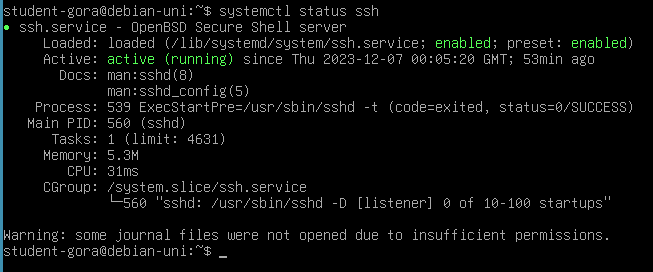 student-gora@debian-uni:~$ systemctl status ssh
● ssh.service - OpenBSD Secure Shell server
Loaded: loaded (/lib/systemd/system/ssh.service; enabled; preset: enabled)
Active: active (running) since Thu 2023-12-07 00:05:20 GMT; 53min ago
Docs: man:sshd(8)
man:sshd_config(5)
Process: 539 ExecStartPre=/usr/sbin/sshd -t (code=exited, status=0/SUCCESS)
Main PID: 560 (sshd)
Tasks: 1 (limit: 4631)
Memory: 5.3M
CPU: 31ms
CGroup: /system.slice/ssh.service
└─560 "sshd: /usr/sbin/sshd -D [listener] 0 of 10-100 startups"
Warning: some journal files were not opened due to insufficient permissions.
student-gora@debian-uni:~$ _